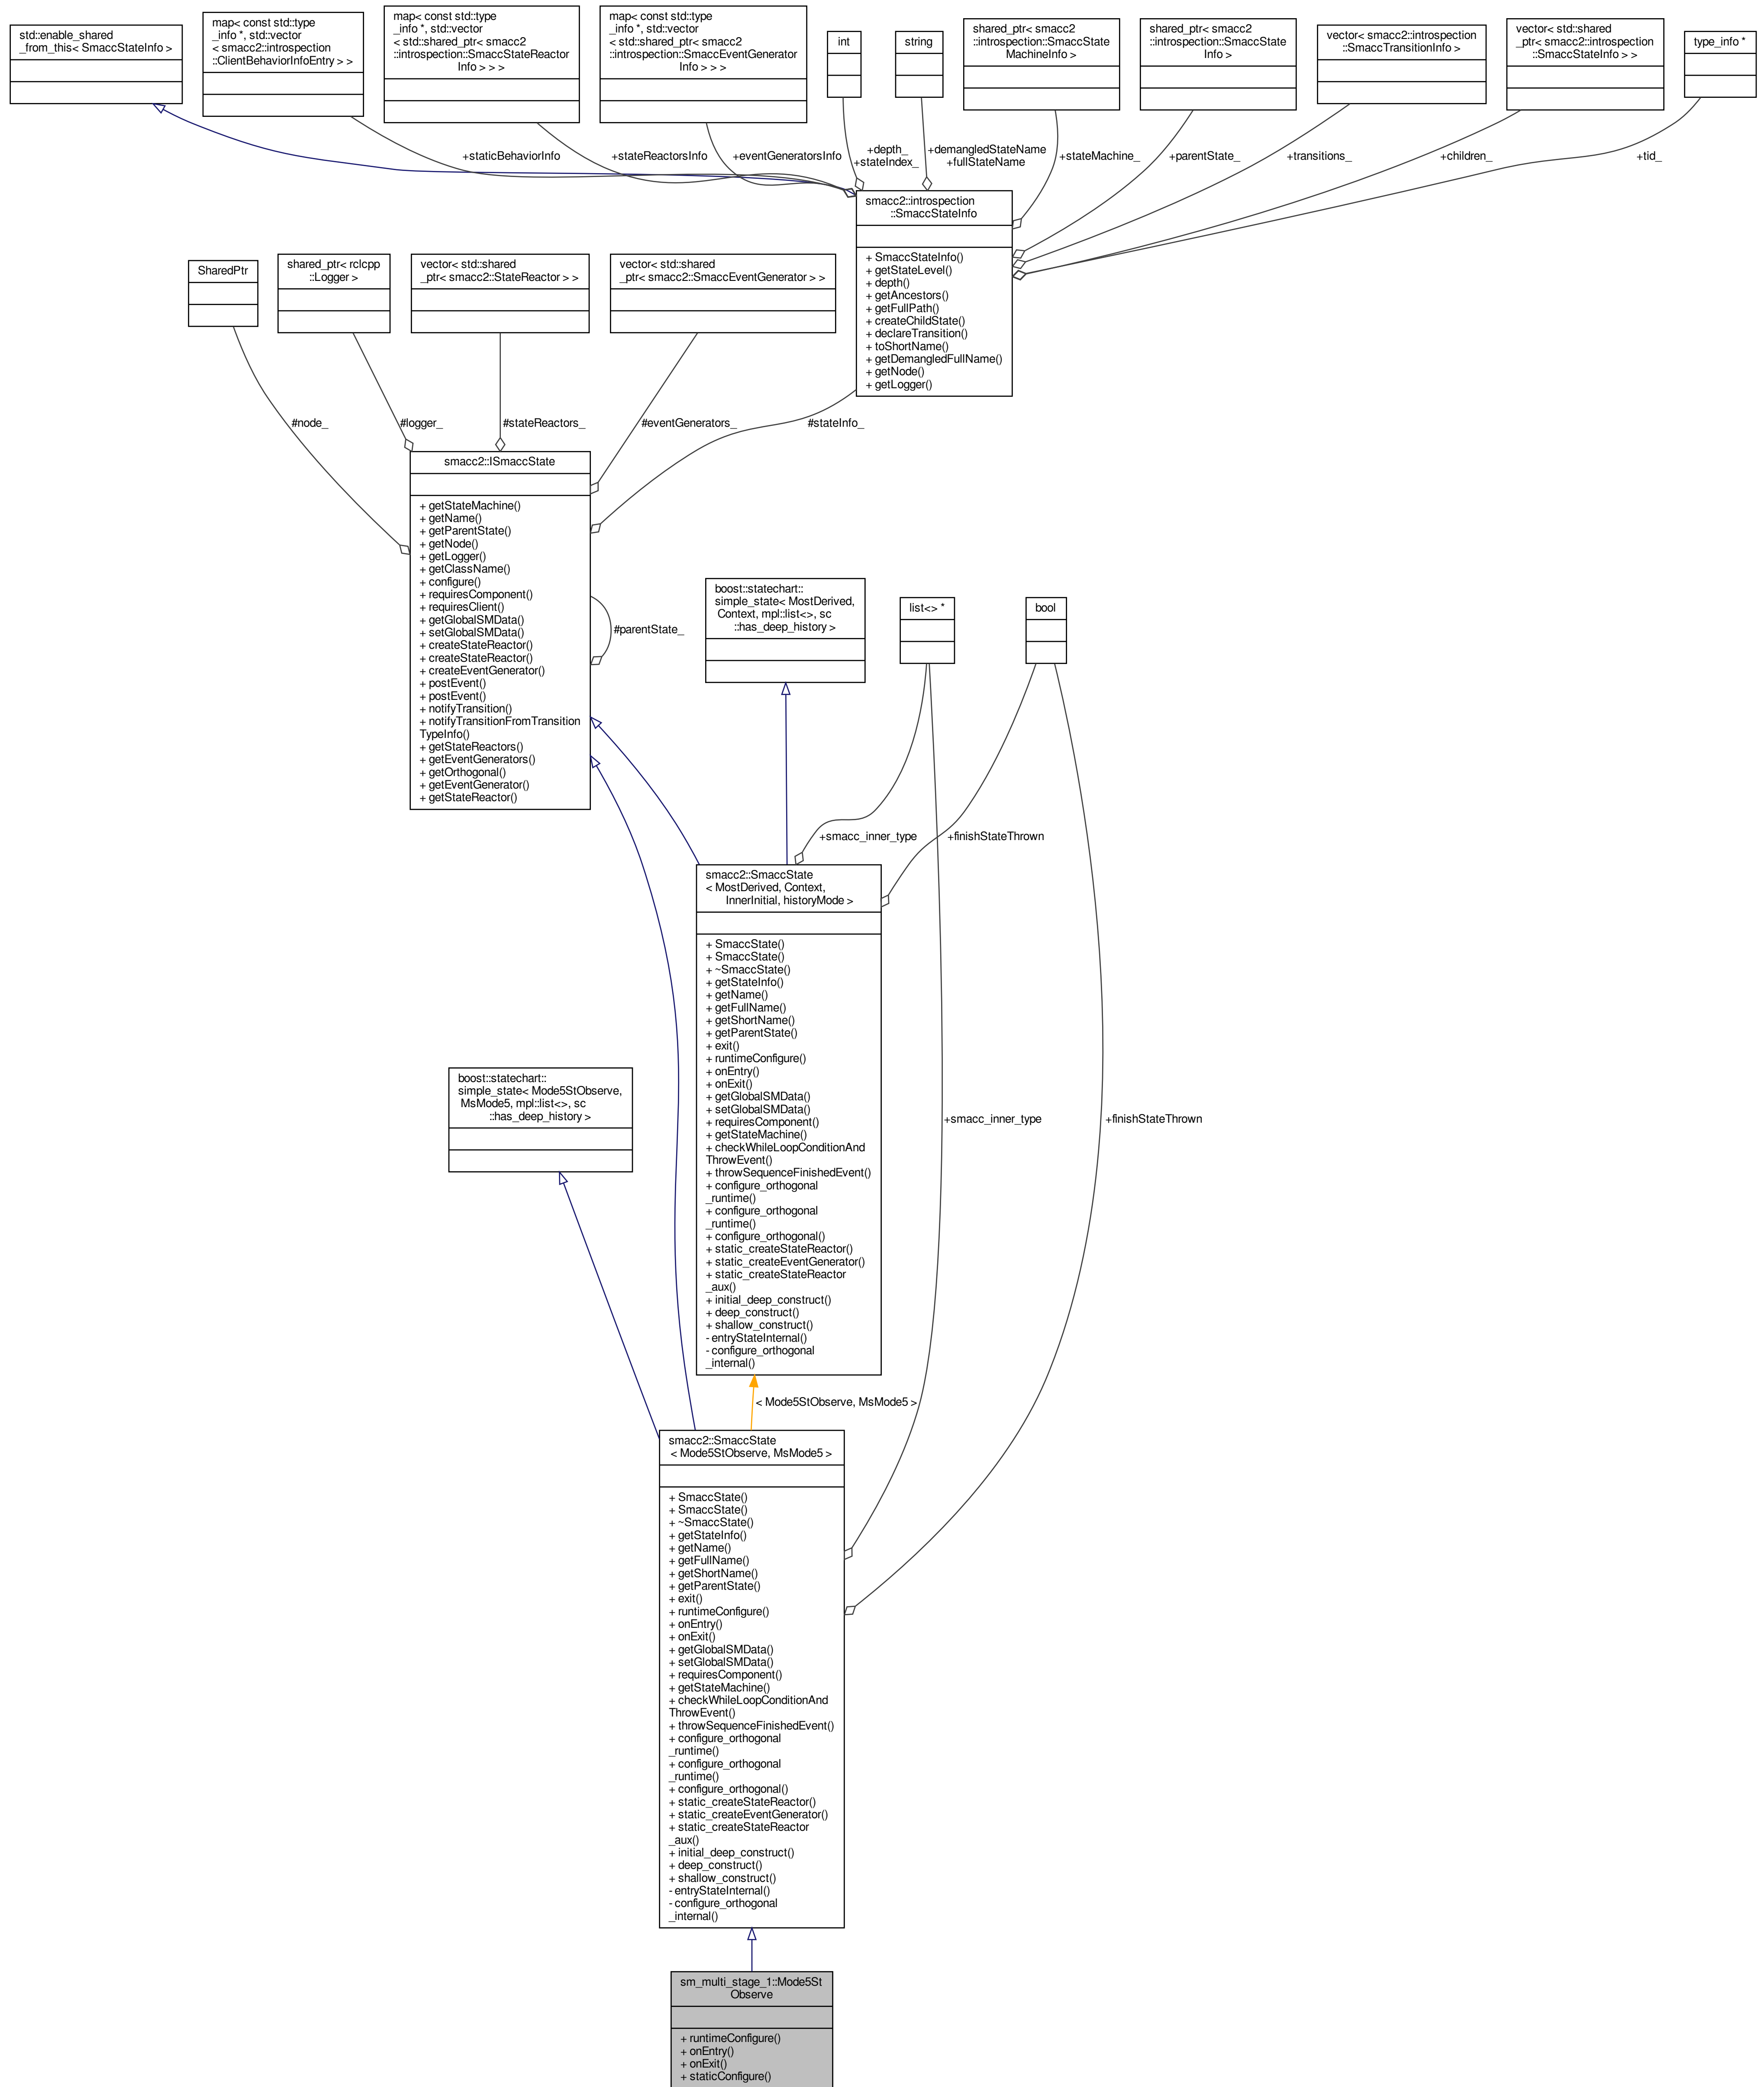 std::enable_shared
_from_this< SmaccStateInfo >
map< const std::type
_info *, std::vector
< smacc2::introspection
::ClientBehaviorInfoEntry > >
map< const std::type
_info *, std::vector
< std::shared_ptr< smacc2
::introspection::SmaccStateReactor
Info > > >
map< const std::type
_info *, std::vector
< std::shared_ptr< smacc2
::introspection::SmaccEventGenerator
Info > > >
int
string
shared_ptr< smacc2
::introspection::SmaccState
MachineInfo >
shared_ptr< smacc2
::introspection::SmaccState
Info >
vector< smacc2::introspection
::SmaccTransitionInfo >
vector< std::shared
_ptr< smacc2::introspection
::SmaccStateInfo > >
type_info *
+staticBehaviorInfo
+stateReactorsInfo
+eventGeneratorsInfo
+depth_
+stateIndex_
+demangledStateName
+fullStateName
+stateMachine_
+parentState_
+transitions_
+children_
+tid_
smacc2::introspection
::SmaccStateInfo
+ SmaccStateInfo()
+ getStateLevel()
+ depth()
+ getAncestors()
+ getFullPath()
+ createChildState()
+ declareTransition()
+ toShortName()
+ getDemangledFullName()
+ getNode()
+ getLogger()
SharedPtr
shared_ptr< rclcpp
::Logger >
vector< std::shared
_ptr< smacc2::StateReactor > >
vector< std::shared
_ptr< smacc2::SmaccEventGenerator > >
#node_
#logger_
#stateReactors_
#eventGenerators_
#stateInfo_
smacc2::ISmaccState
+ getStateMachine()
+ getName()
+ getParentState()
+ getNode()
+ getLogger()
+ getClassName()
+ configure()
+ requiresComponent()
+ requiresClient()
+ getGlobalSMData()
+ setGlobalSMData()
+ createStateReactor()
+ createStateReactor()
+ createEventGenerator()
+ postEvent()
+ postEvent()
+ notifyTransition()
+ notifyTransitionFromTransition
TypeInfo()
+ getStateReactors()
+ getEventGenerators()
+ getOrthogonal()
+ getEventGenerator()
+ getStateReactor()
#parentState_
boost::statechart::
simple_state< MostDerived,
Context, mpl::list<>, sc
::has_deep_history >
list<> *
bool
+smacc_inner_type
+finishStateThrown
smacc2::SmaccState
< MostDerived, Context,
InnerInitial, historyMode >
+ SmaccState()
+ SmaccState()
+ ~SmaccState()
+ getStateInfo()
+ getName()
+ getFullName()
+ getShortName()
+ getParentState()
+ exit()
+ runtimeConfigure()
+ onEntry()
+ onExit()
+ getGlobalSMData()
+ setGlobalSMData()
+ requiresComponent()
+ getStateMachine()
+ checkWhileLoopConditionAnd
ThrowEvent()
+ throwSequenceFinishedEvent()
+ configure_orthogonal
_runtime()
+ configure_orthogonal
_runtime()
+ configure_orthogonal()
+ static_createStateReactor()
+ static_createEventGenerator()
+ static_createStateReactor
_aux()
+ initial_deep_construct()
+ deep_construct()
+ shallow_construct()
- entryStateInternal()
- configure_orthogonal
_internal()
boost::statechart::
simple_state< Mode5StObserve,
MsMode5, mpl::list<>, sc
::has_deep_history >
+smacc_inner_type
+finishStateThrown
< Mode5StObserve, MsMode5 >
smacc2::SmaccState
< Mode5StObserve, MsMode5 >
+ SmaccState()
+ SmaccState()
+ ~SmaccState()
+ getStateInfo()
+ getName()
+ getFullName()
+ getShortName()
+ getParentState()
+ exit()
+ runtimeConfigure()
+ onEntry()
+ onExit()
+ getGlobalSMData()
+ setGlobalSMData()
+ requiresComponent()
+ getStateMachine()
+ checkWhileLoopConditionAnd
ThrowEvent()
+ throwSequenceFinishedEvent()
+ configure_orthogonal
_runtime()
+ configure_orthogonal
_runtime()
+ configure_orthogonal()
+ static_createStateReactor()
+ static_createEventGenerator()
+ static_createStateReactor
_aux()
+ initial_deep_construct()
+ deep_construct()
+ shallow_construct()
- entryStateInternal()
- configure_orthogonal
_internal()
sm_multi_stage_1::Mode5St
Observe
+ runtimeConfigure()
+ onEntry()
+ onExit()
+ staticConfigure()